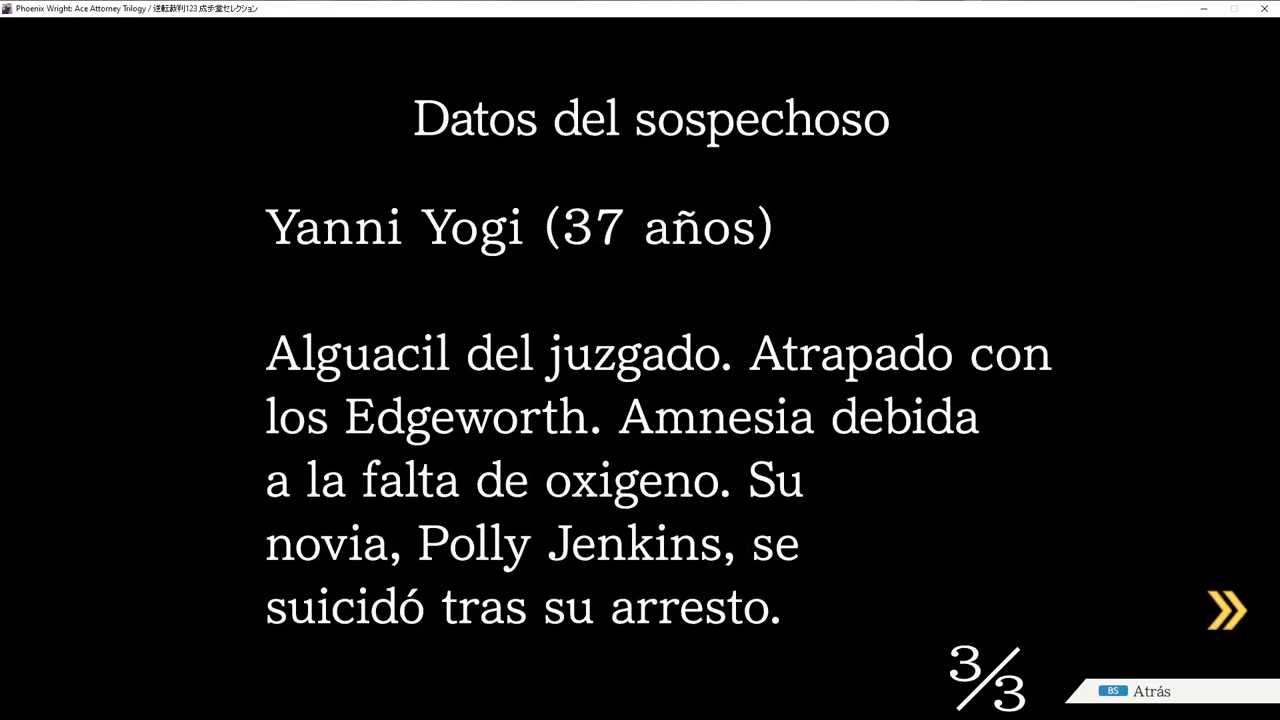 Phoenix Wright: Ace Attorney Trilogy / 逆転裁判123 成歩堂セレクション
Datos del sospechoso
Yanni Yogi (37 años)
Alguacil del juzgado. Atrapado con
los Edgeworth. Amnesia debida
a la falta de oxigeno. Su
novia, Polly Jenkins, se
suicidó tras su arresto.
3/3
BS Atrás